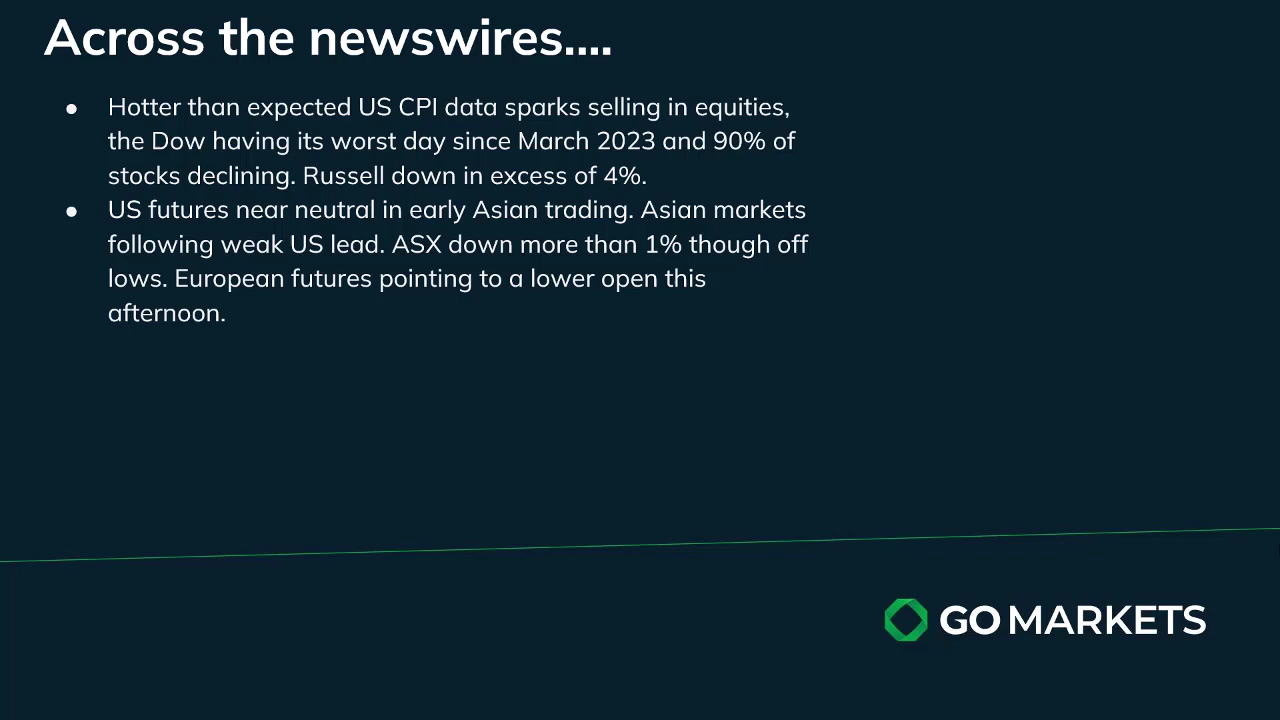 Across the newswires....
● Hotter than expected US CPI data sparks selling in equities,
the Dow having its worst day since March 2023 and 90% of
stocks declining. Russell down in excess of 4%.
● US futures near neutral in early Asian trading. Asian markets
following weak US lead. ASX down more than 1% though off
lows. European futures pointing to a lower open this
afternoon.
GO MARKETS